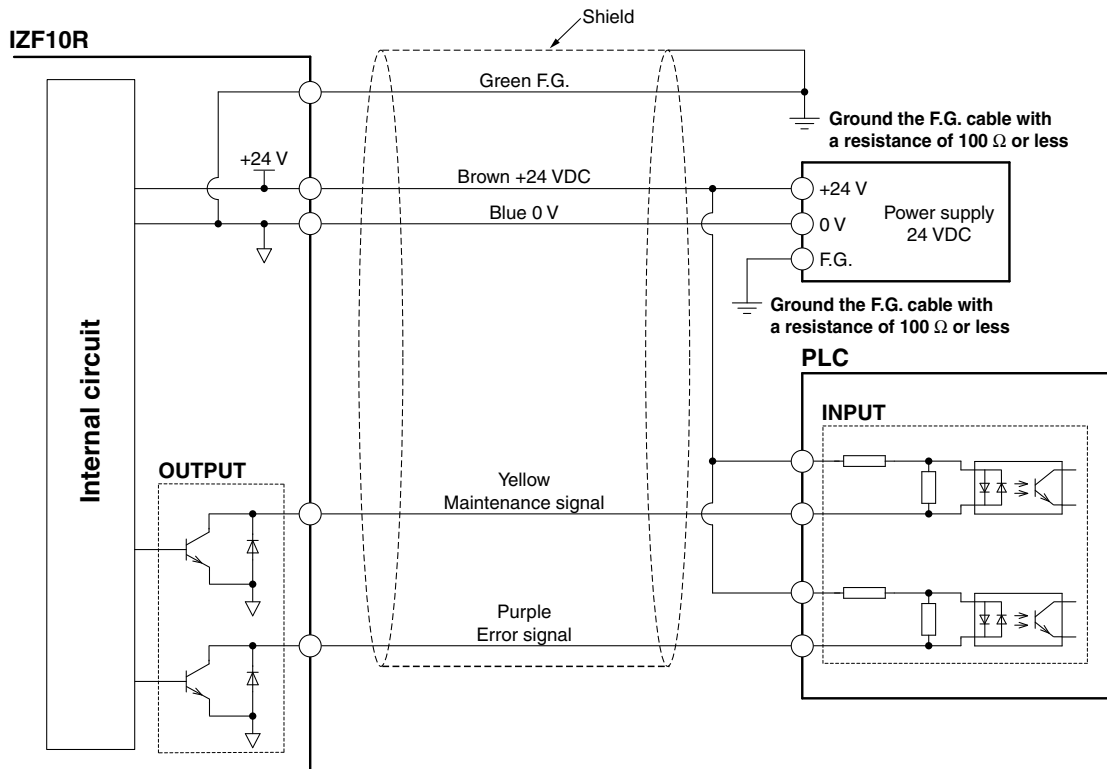 Shield
IZF10R
Green F.G.
Ground the F.G. cable with
a resistance of 100 Ω or less
+24 V
Brown +24 VDC
+24 V
Blue 0 V
0 V
Power supply
24 VDC
F.G.
Ground the F.G. cable with
a resistance of 100 Ω or less
PLC
INPUT
Internal circuit
OUTPUT
Yellow
Maintenance signal
Purple
Error signal